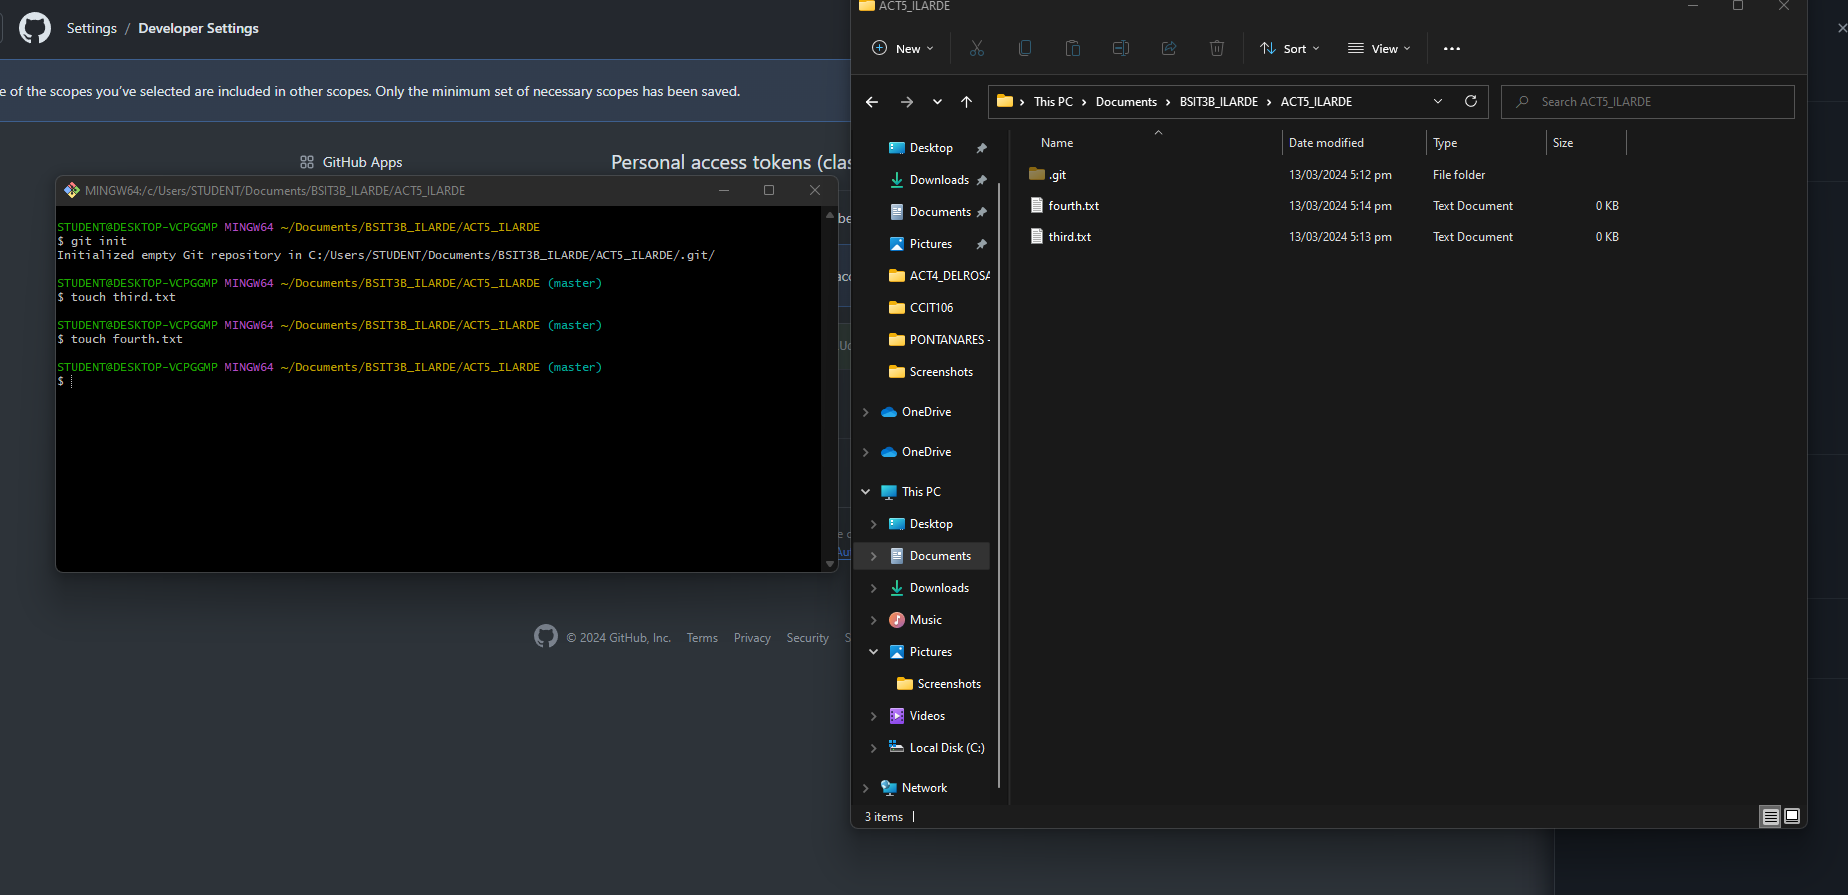 Settings / Developer Settings
e of the scopes you've selected are included in other scopes. Only the minimum set of necessary scopes has been saved.
GitHub Apps
Personal access tokens (clas
MINGW64:/c/Users/STUDENT/Documents/BSIT3B_ILARDE/ACT5_ILARDE
STUDENT@DESKTOP-VCPGGMP MINGW64 ~/Documents/BSIT3B_ILARDE/ACT5_ILARDE
$ git init
Initialized empty Git repository in C:/Users/STUDENT/Documents/BSIT3B_ILARDE/ACT5_ILARDE/.git/
STUDENT@DESKTOP-VCPGGMP MINGW64 ~/Documents/BSIT3B_ILARDE/ACT5_ILARDE (master)
$ touch third.txt
STUDENT@DESKTOP-VCPGGMP MINGW64 ~/Documents/BSIT3B_ILARDE/ACT5_ILARDE (master)
$ touch fourth.txt
STUDENT@DESKTOP-VCPGGMP MINGW64 ~/Documents/BSIT3B_ILARDE/ACT5_ILARDE (master)
$
© 2024 GitHub, Inc. Terms Privacy Security S
ACT5_ILARDE
New Sort View
This PC > Documents > BSIT3B_ILARDE > ACT5_ILARDE Search ACT5_ILARDE
Name Date modified Type Size
.git 13/03/2024 5:12 pm File folder
fourth.txt 13/03/2024 5:14 pm Text Document 0 KB
third.txt 13/03/2024 5:13 pm Text Document 0 KB
Desktop
Downloads
Documents
Pictures
ACT4_DELROSA
CCIT106
PONTANARES -
Screenshots
OneDrive
OneDrive
This PC
Desktop
Documents
Downloads
Music
Pictures
Screenshots
Videos
Local Disk (C:)
Network
3 items